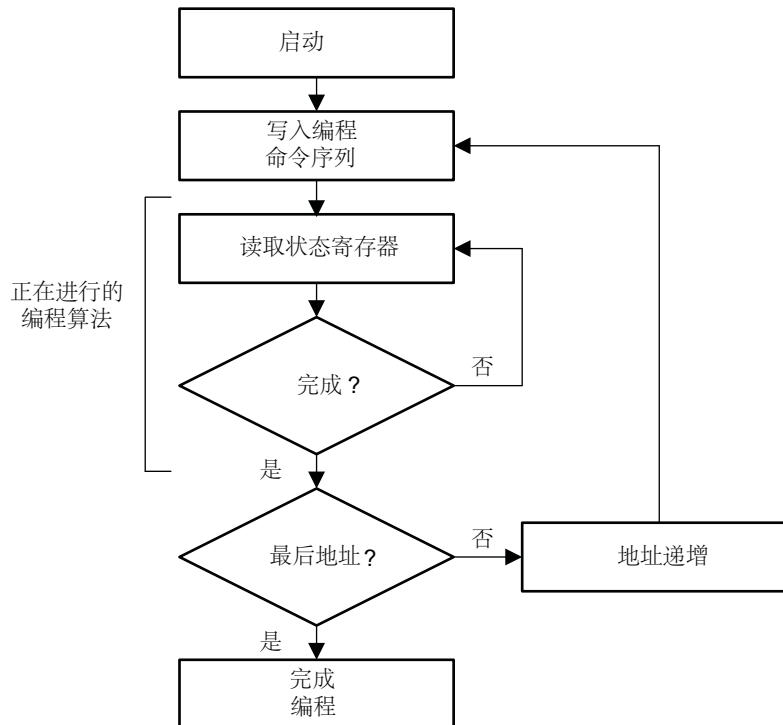 启动
写入编程
命令序列
读取状态寄存器
正在进行的
编程算法
完成？
否
是
最后地址？
否
地址递增
是
完成
编程